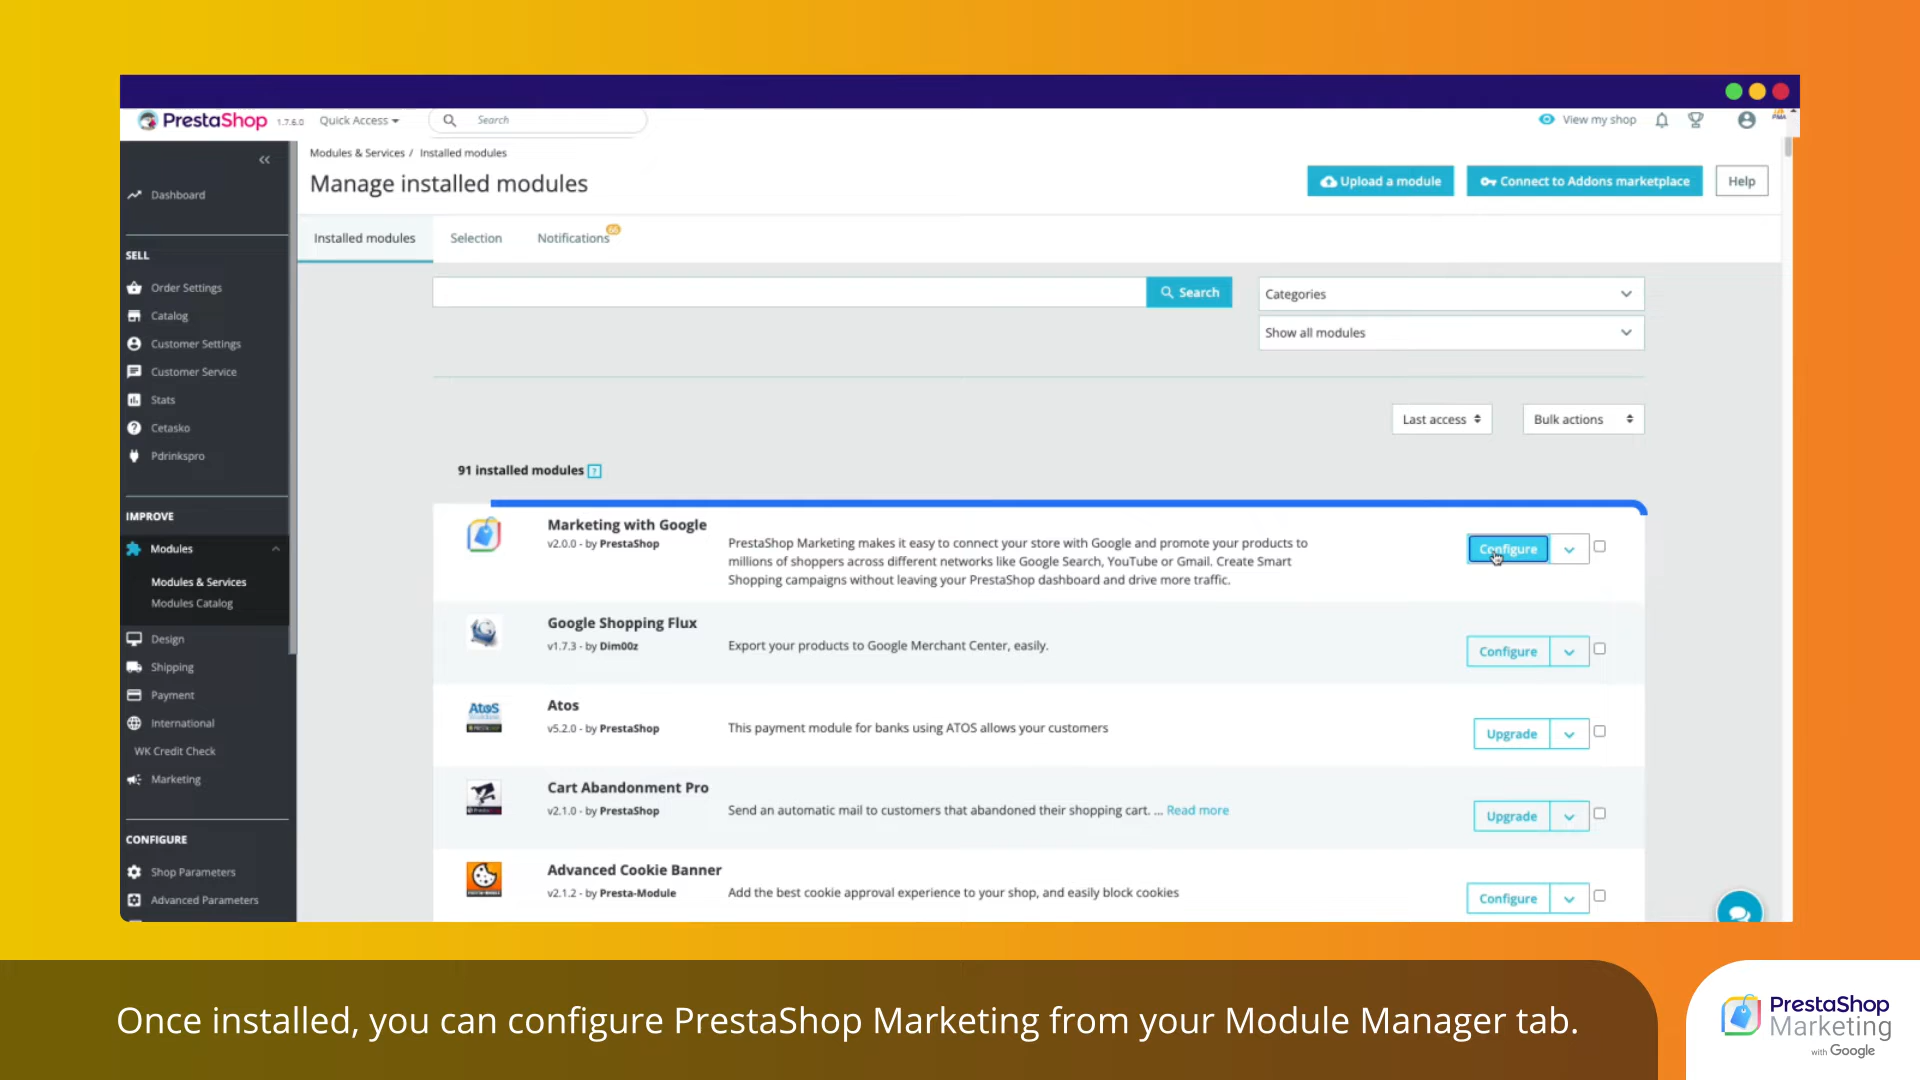 PrestaShop 1.7.6.0 Quick Access Search View my shop PMA
Modules & Services / Installed modules
Manage installed modules
Upload a module Connect to Addons marketplace Help
Installed modules Selection Notifications 66
Dashboard
SELL
Order Settings
Catalog
Customer Settings
Customer Service
Stats
Cetasko
Pdrinkspro
IMPROVE
Modules
Modules & Services
Modules Catalog
Design
Shipping
Payment
International
WK Credit Check
Marketing
CONFIGURE
Shop Parameters
Advanced Parameters
Search
Categories
Show all modules
Last access Bulk actions
91 installed modules ?
Marketing with Google
v2.0.0 - by PrestaShop
PrestaShop Marketing makes it easy to connect your store with Google and promote your products to
millions of shoppers across different networks like Google Search, YouTube or Gmail. Create Smart
Shopping campaigns without leaving your PrestaShop dashboard and drive more traffic.
Configure
Google Shopping Flux
v1.7.3 - by Dim00z
Export your products to Google Merchant Center, easily.
Configure
AtoS
Atos
v5.2.0 - by PrestaShop
This payment module for banks using ATOS allows your customers
Upgrade
Cart Abandonment Pro
v2.1.0 - by PrestaShop
Send an automatic mail to customers that abandoned their shopping cart. ... Read more
Upgrade
Advanced Cookie Banner
v2.1.2 - by Presta-Module
Add the best cookie approval experience to your shop, and easily block cookies
Configure
Once installed, you can configure PrestaShop Marketing from your Module Manager tab.
PrestaShop
Marketing
with Google